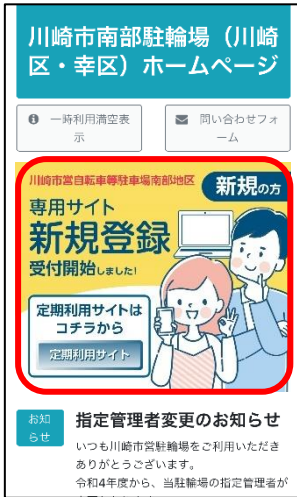 川崎市南部駐輪場（川崎
区・幸区）ホームページ
一時利用満空表
示
問い合わせフォ
ーム
川崎市営自転車等駐車場南部地区
新規の方
専用サイト
新規登録
受付開始しました!
定期利用サイトは
コチラから
定期利用サイト
お知
らせ
指定管理者変更のお知らせ
いつも川崎市営駐輪場をご利用いただき
ありがとうございます。
令和4年度から、当駐輪場の指定管理者が